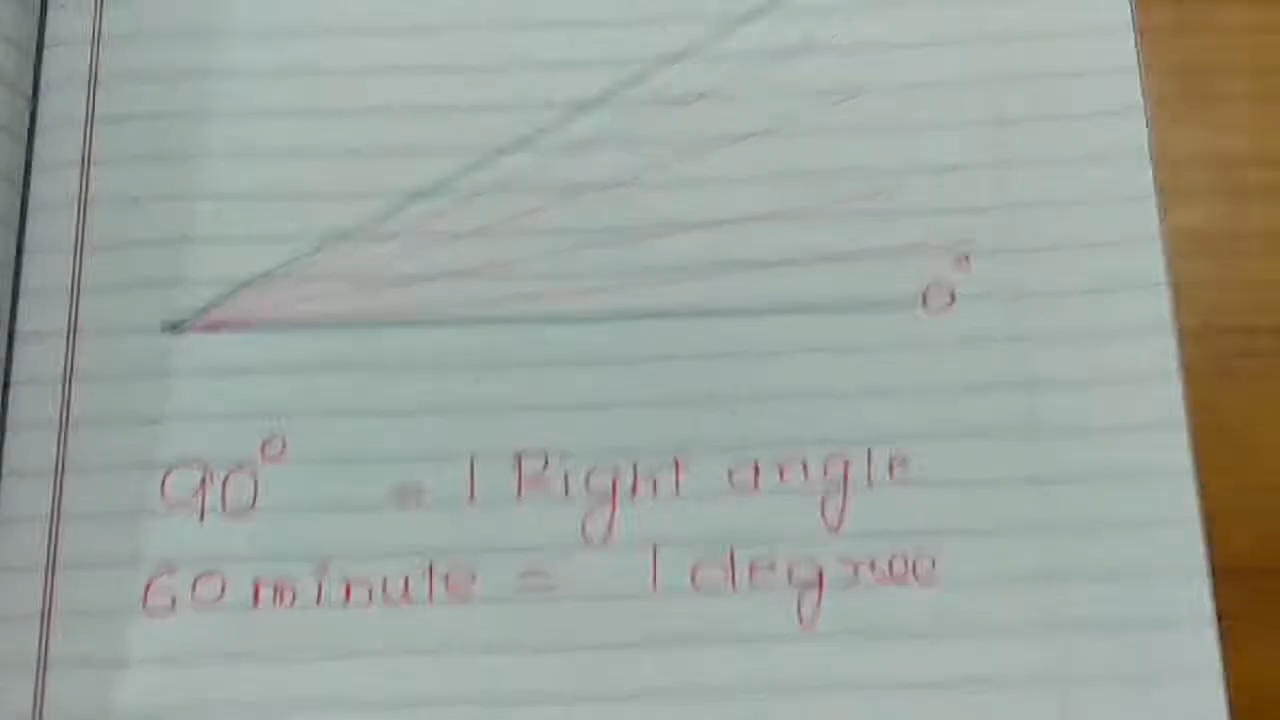 0°
90° = 1 Right angle
60 minute = 1 degree